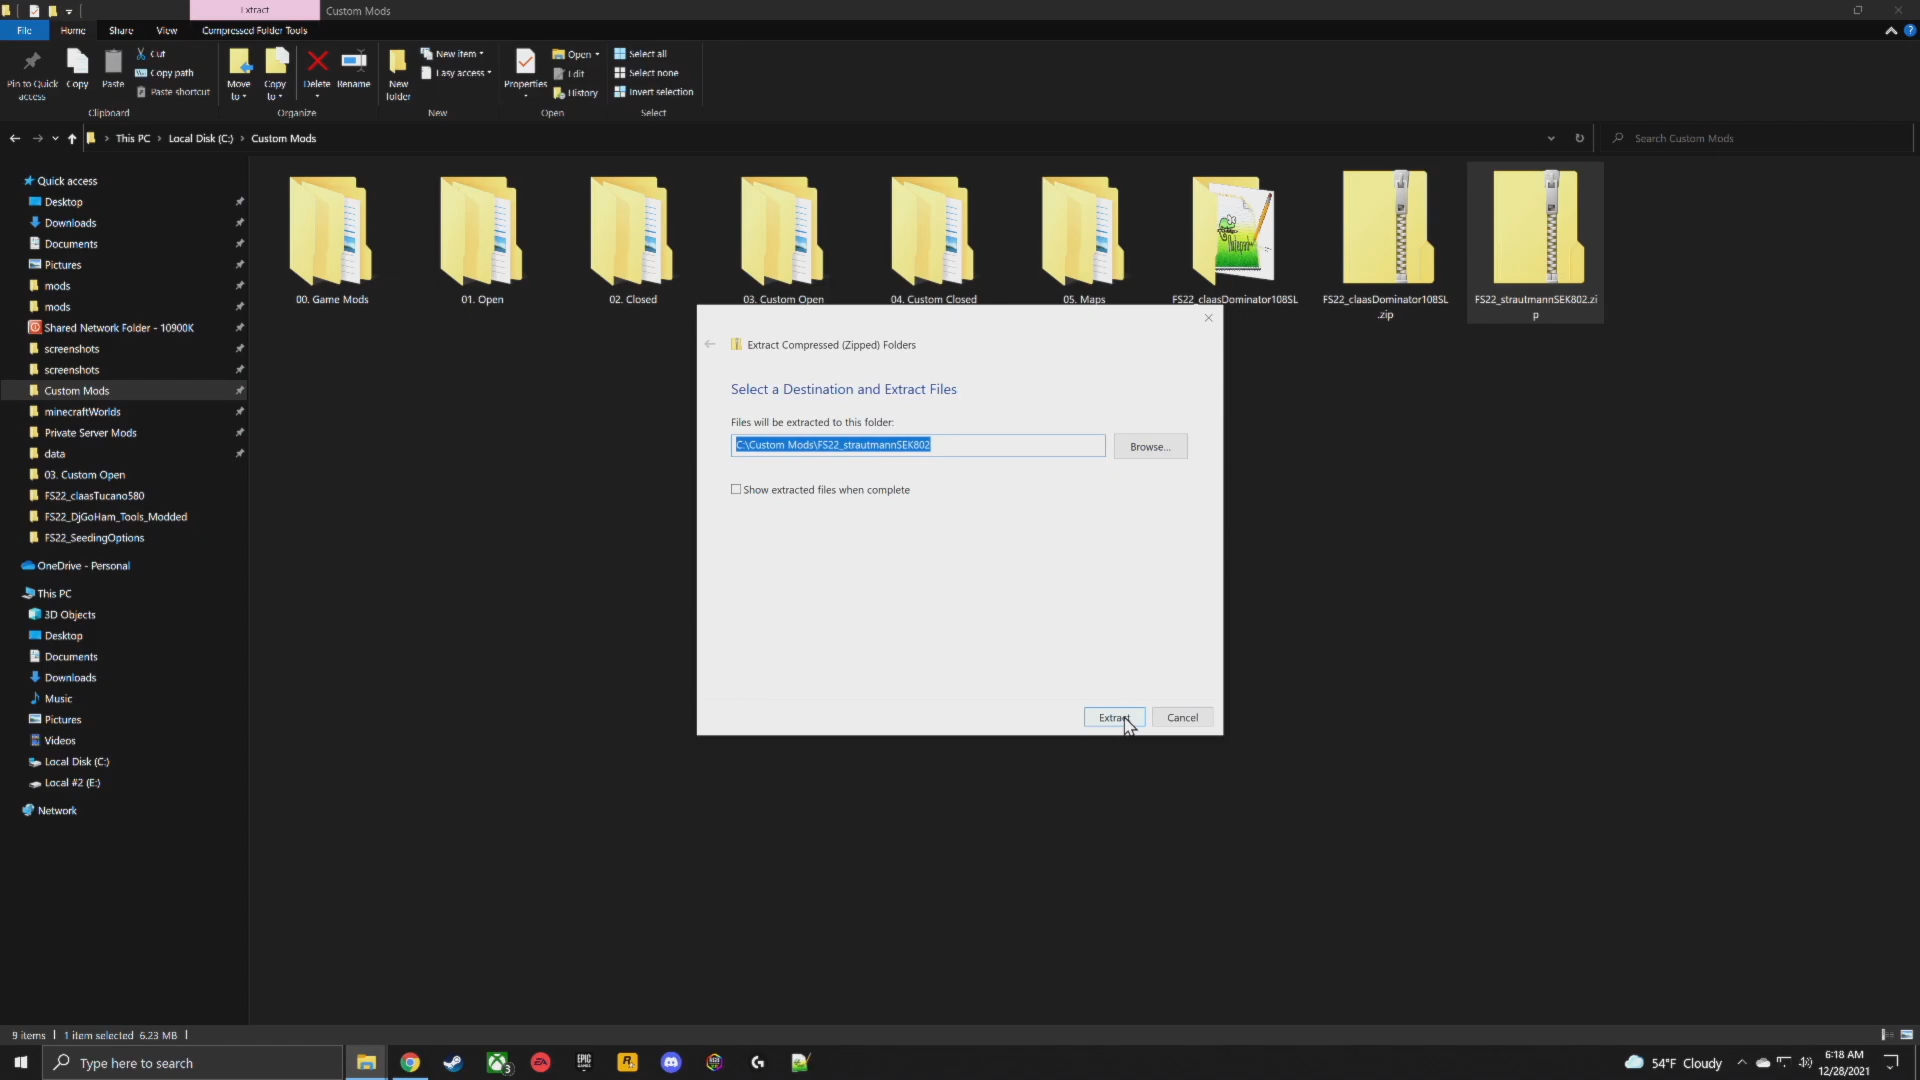 Extract
Custom Mods
File
Home
Share
View
Compressed Folder Tools
Pin to Quick access
Copy
Paste
Cut
Copy path
Paste shortcut
Move to
Copy to
Delete
Rename
New folder
New item
Easy access
Properties
Open
Edit
History
Select all
Select none
Invert selection
Clipboard
Organize
New
Open
Select
This PC > Local Disk (C:) > Custom Mods
Search Custom Mods
Quick access
Desktop
Downloads
Documents
Pictures
mods
mods
Shared Network Folder - 10900K
screenshots
screenshots
Custom Mods
minecraftWorlds
Private Server Mods
data
03. Custom Open
FS22_claasTucano580
FS22_DjGoHam_Tools_Modded
FS22_SeedingOptions
OneDrive - Personal
This PC
3D Objects
Desktop
Documents
Downloads
Music
Pictures
Videos
Local Disk (C:)
Local #2 (E:)
Network
00. Game Mods
01. Open
02. Closed
03. Custom Open
04. Custom Closed
05. Maps
FS22_claasDominator108SL
FS22_claasDominator108SL
.zip
FS22_strautmannSEK802.zi
p
Extract Compressed (Zipped) Folders
Select a Destination and Extract Files
Files will be extracted to this folder:
C:\Custom Mods\FS22_strautmannSEK802
Browse...
Show extracted files when complete
Extract
Cancel
9 items
1 item selected 6.23 MB
Type here to search
EPIC GAMES
3
EA
54°F Cloudy
6:18 AM
12/28/2021